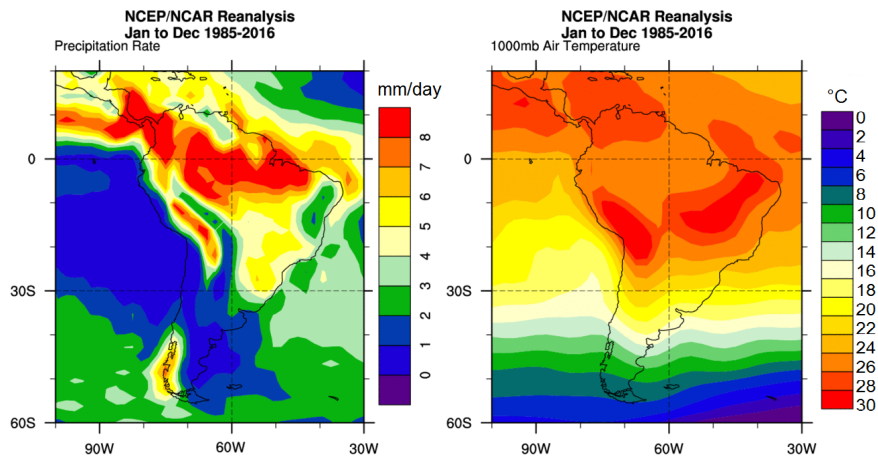 NCEP/NCAR Reanalysis
Jan to Dec 1985-2016
Precipitation Rate
mm/day
8
7
6
5
4
3
2
1
0
0
30S
60S
90W
60W
30W
NCEP/NCAR Reanalysis
Jan to Dec 1985-2016
1000mb Air Temperature
°C
0
2
4
6
8
10
12
14
16
18
20
22
24
26
28
30
0
30S
60S
90W
60W
30W